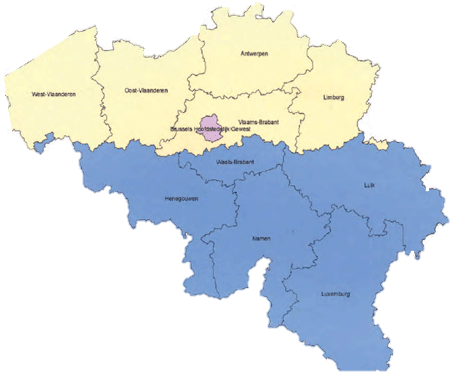 Antwerpen
West-Vlaanderen
Oost-Vlaanderen
Limburg
Vlaams-Brabant
Brussels Hoofdstedelijk Gewest
Waals-Brabant
Luik
Henegouwen
Namen
Luxemburg